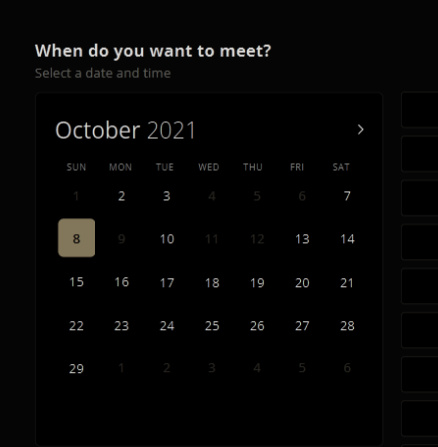 When do you want to meet?
Select a date and time
October 2021
SUN MON TUE WED THU FRI SAT
1 2 3 4 5 6 7
8 9 10 11 12 13 14
15 16 17 18 19 20 21
22 23 24 25 26 27 28
29 1 2 3 4 5 6